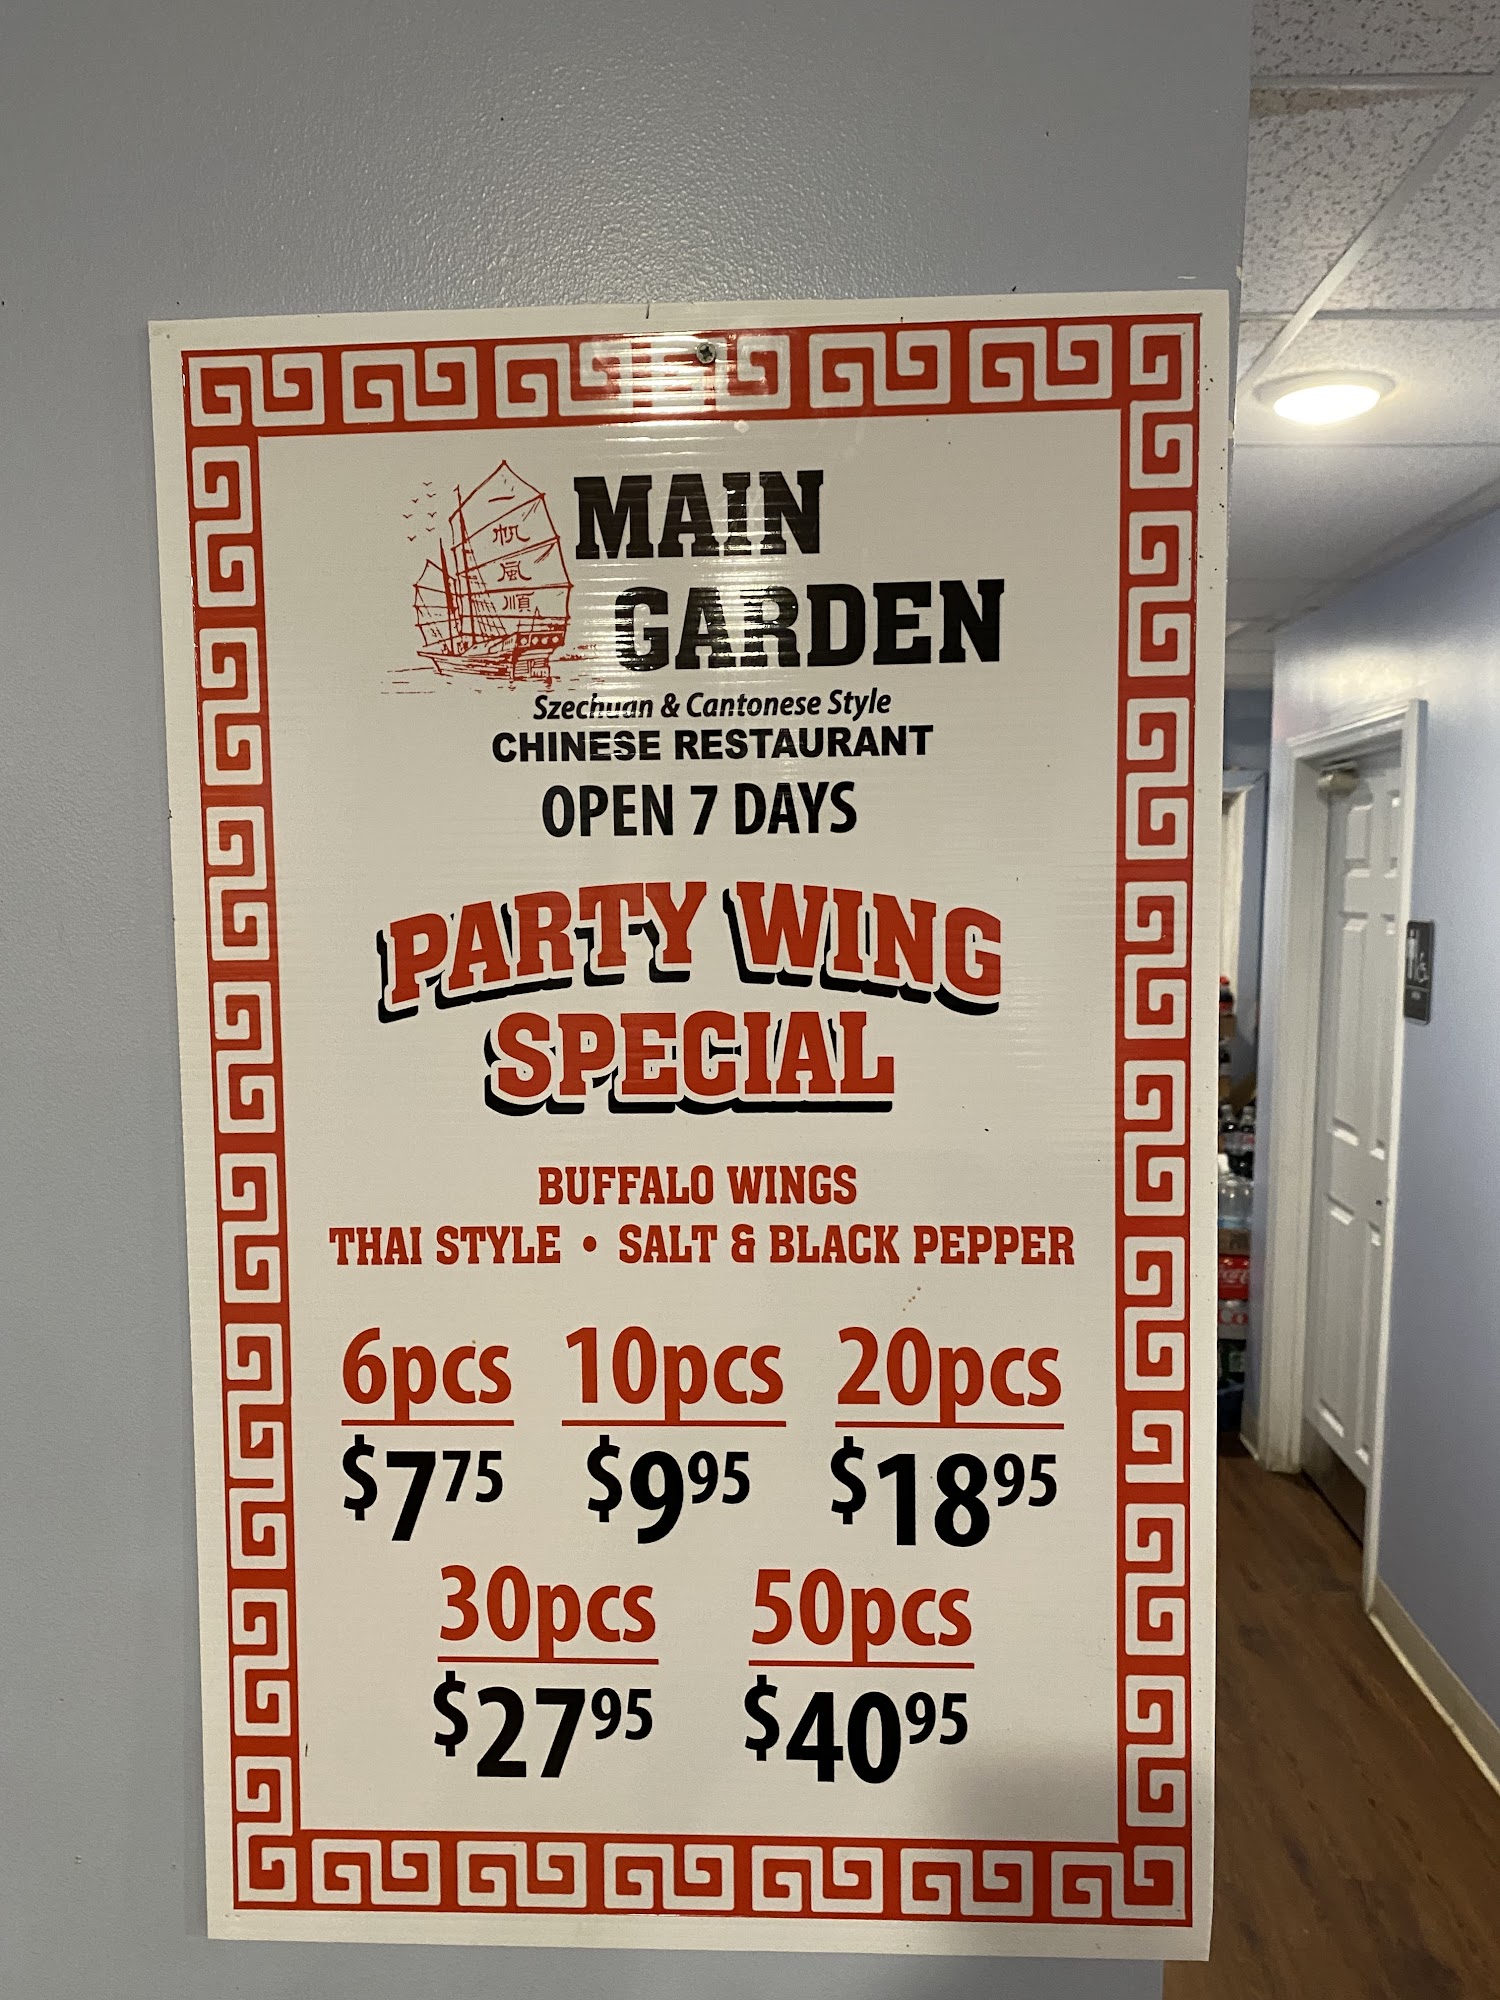 一
帆
風
順
MAIN
GARDEN
Szechuan & Cantonese Style
CHINESE RESTAURANT
OPEN 7 DAYS
PARTY WING
SPECIAL
BUFFALO WINGS
THAI STYLE • SALT & BLACK PEPPER
6pcs 10pcs 20pcs
$7.75 $9.95 $18.95
30pcs 50pcs
$27.95 $40.95